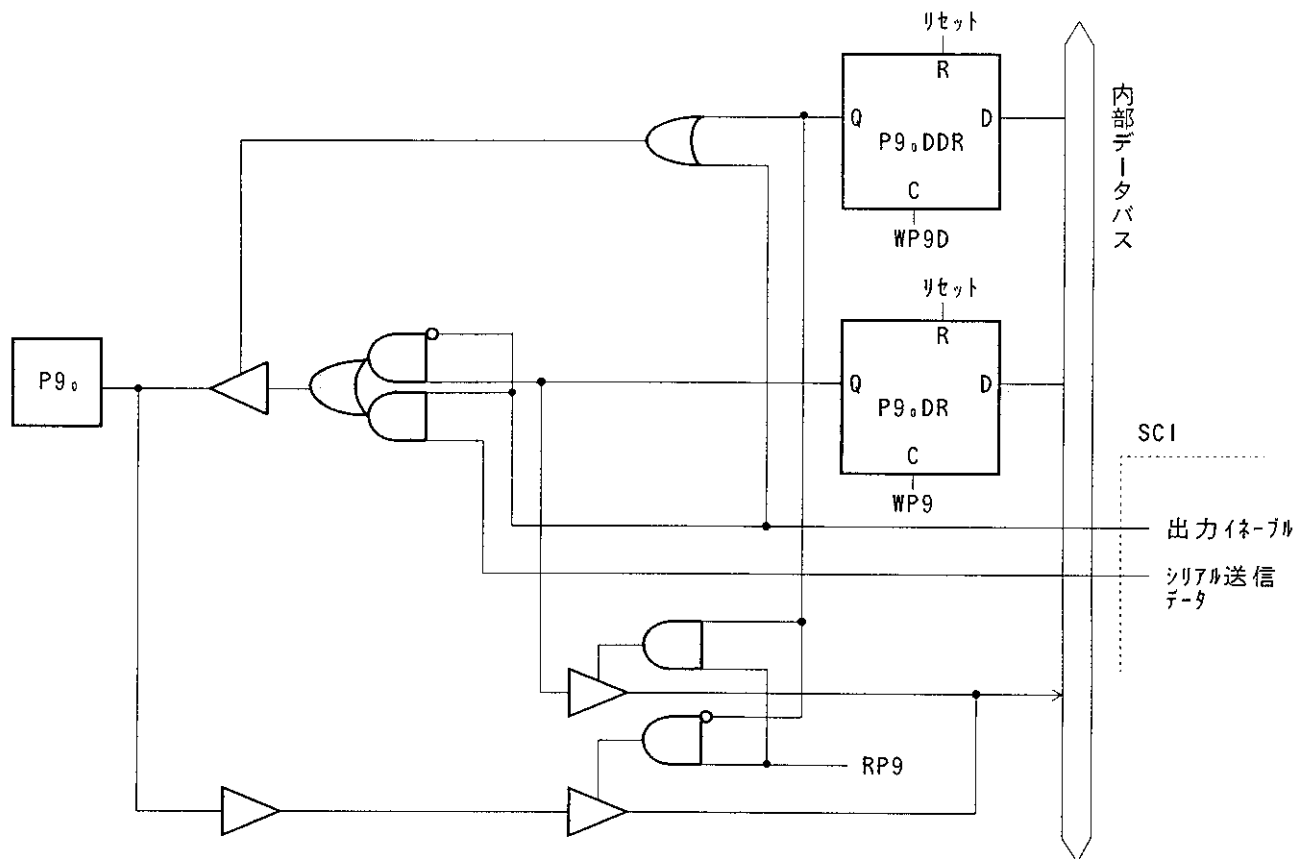 リセット
R
Q
D
P9₀DDR
C
WP9D
内部データバス
リセット
R
Q
D
P9₀DR
C
WP9
P9₀
SCI
出力イネーブル
シリアル送信
データ
RP9